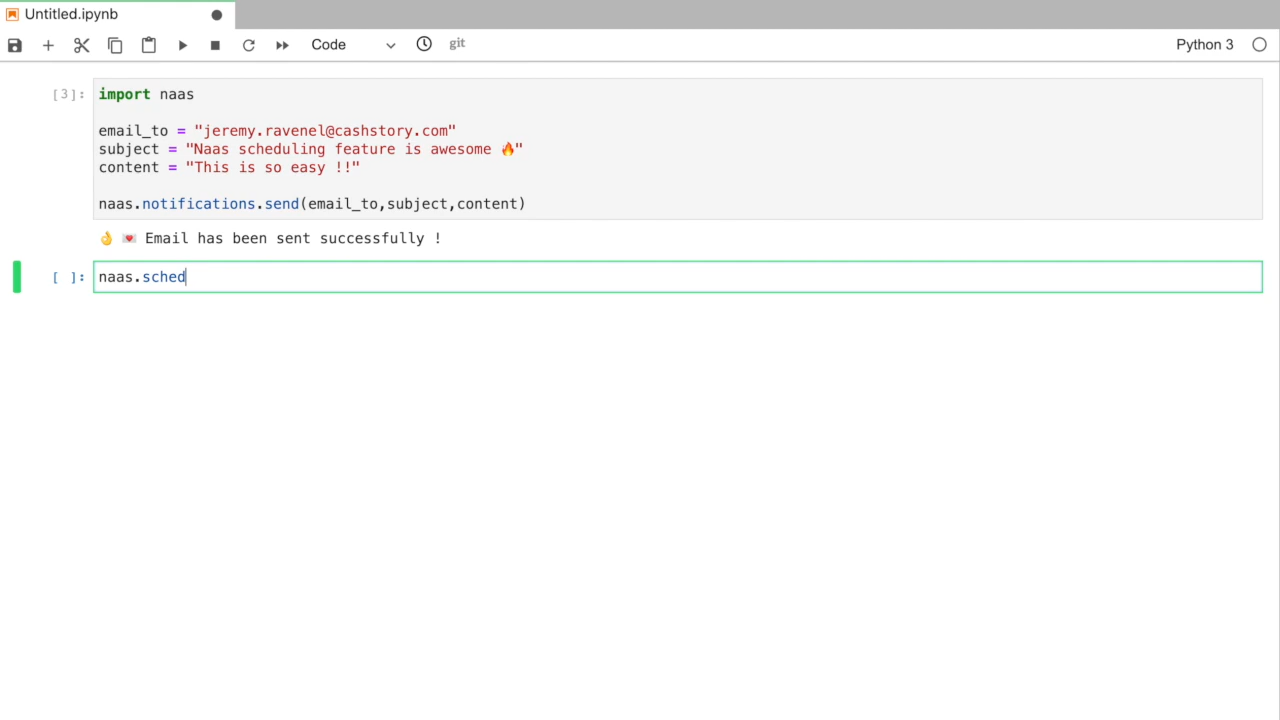 Untitled.ipynb
Code
git
Python 3
[3]:
import naas
email_to = "jeremy.ravenel@cashstory.com"
subject = "Naas scheduling feature is awesome 🔥"
content = "This is so easy !!"
naas.notifications.send(email_to,subject,content)
👌 💌 Email has been sent successfully !
[ ]:
naas.sched